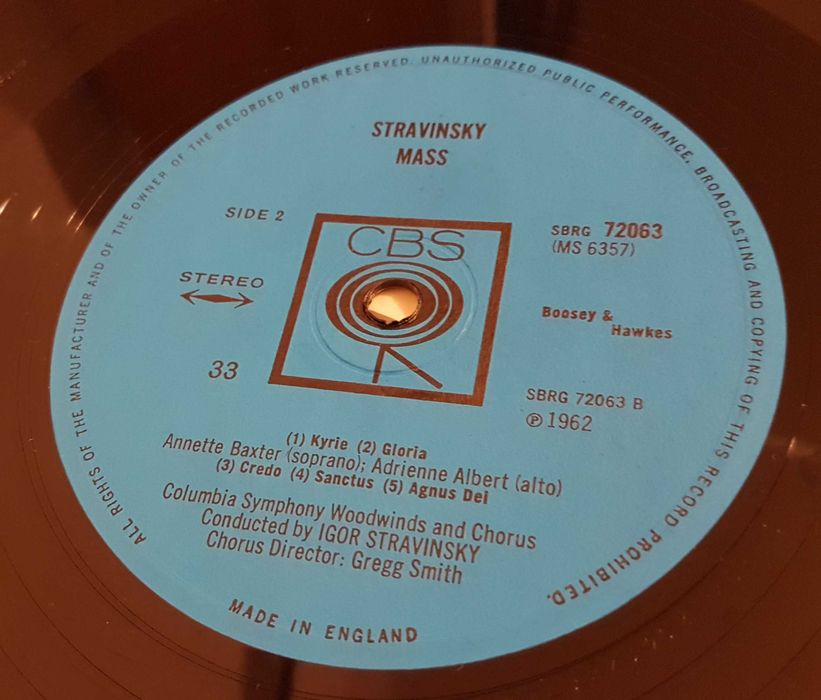 ALL RIGHTS OF THE MANUFACTURER AND OF THE OWNER OF THE RECORDED WORK RESERVED. UNAUTHORIZED PUBLIC PERFORMANCE, BROADCASTING AND COPYING OF THIS RECORD PROHIBITED.
STRAVINSKY
MASS
SIDE 2
CBS
SBRG 72063
(MS 6357)
STEREO
Boosey &
Hawkes
33
SBRG 72063 B
℗ 1962
(1) Kyrie (2) Gloria
Annette Baxter (soprano); Adrienne Albert (alto)
(3) Credo (4) Sanctus (5) Agnus Dei
Columbia Symphony Woodwinds and Chorus
Conducted by IGOR STRAVINSKY
Chorus Director: Gregg Smith
MADE IN ENGLAND